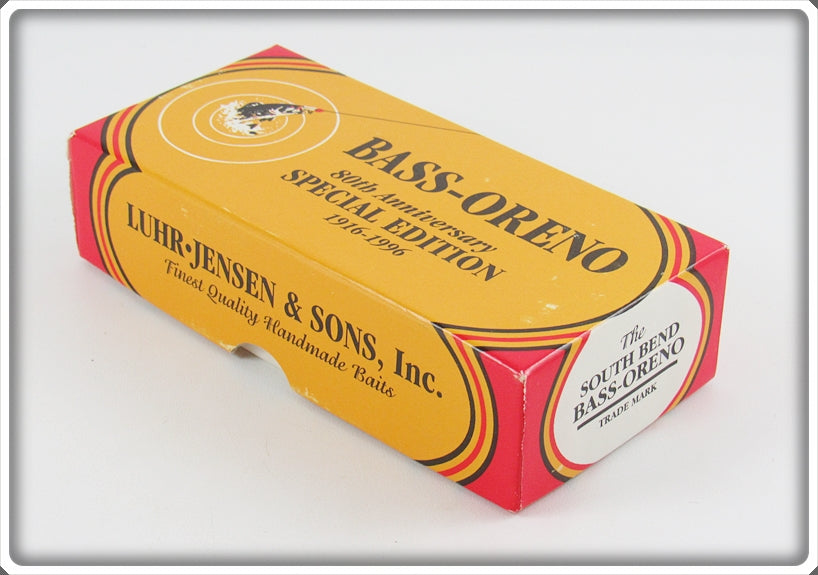 BASS-ORENO
80th Anniversary
SPECIAL EDITION
1916-1996
LUHR·JENSEN & SONS, Inc.
Finest Quality Handmade Baits
The
SOUTH BEND
BASS-ORENO
TRADE MARK